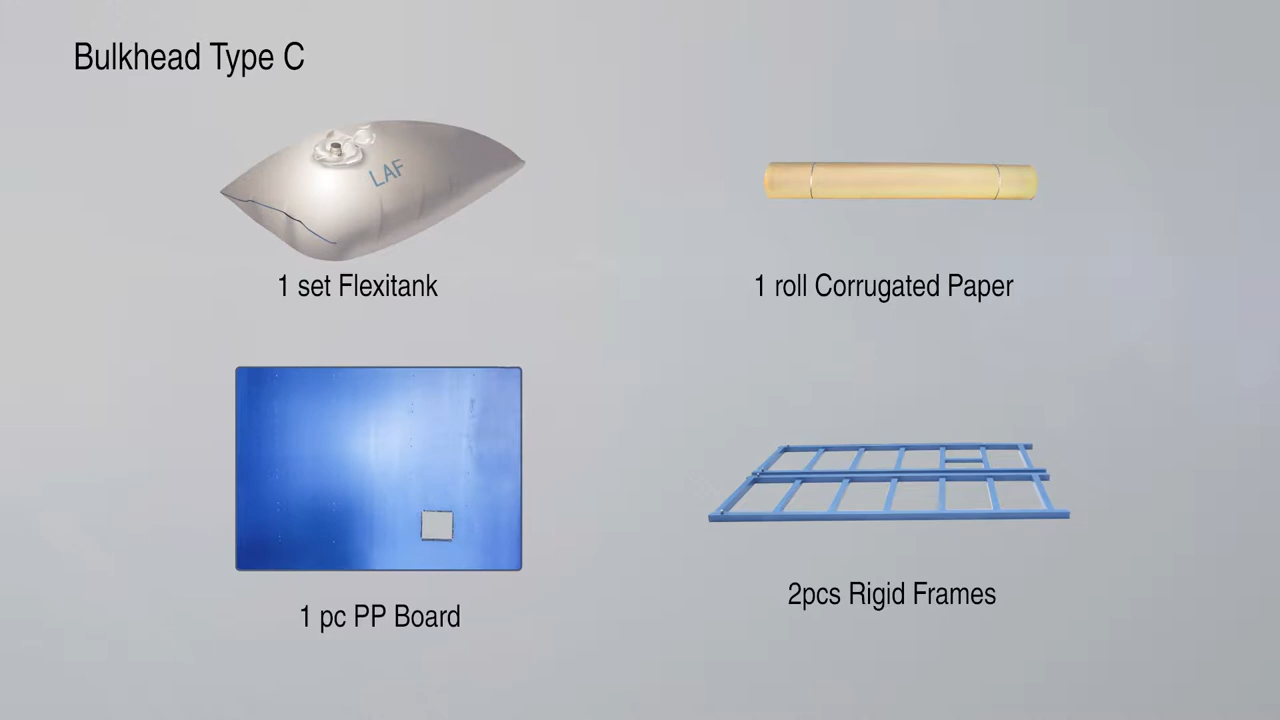 Bulkhead Type C
LAF
1 set Flexitank
1 roll Corrugated Paper
1 pc PP Board
2pcs Rigid Frames